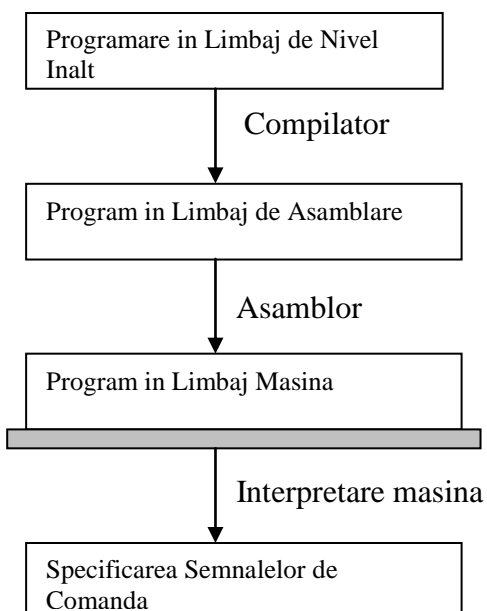 Programare in Limbaj de Nivel
Inalt
Compilator
Program in Limbaj de Asamblare
Asamblor
Program in Limbaj Masina
Interpretare masina
Specificarea Semnalelor de
Comanda